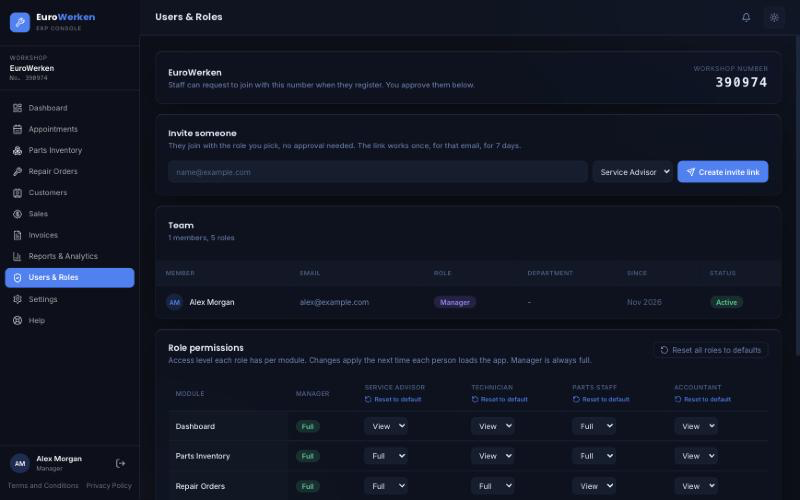 EuroWerken
ERP CONSOLE
WORKSHOP
EuroWerken
No. 390974
Dashboard
Appointments
Parts Inventory
Repair Orders
Customers
Sales
Invoices
Reports & Analytics
Users & Roles
Settings
Help
AM
Alex Morgan
Manager
Terms and Conditions Privacy Policy
Users & Roles
EuroWerken
Staff can request to join with this number when they register. You approve them below.
WORKSHOP NUMBER
390974
Invite someone
They join with the role you pick, no approval needed. The link works once, for that email, for 7 days.
name@example.com Service Advisor Create invite link
Team
1 members, 5 roles
MEMBER EMAIL ROLE DEPARTMENT SINCE STATUS
AM Alex Morgan alex@example.com Manager - Nov 2026 Active
Role permissions Reset all roles to defaults
Access level each role has per module. Changes apply the next time each person loads the app. Manager is always full.
MODULE MANAGER SERVICE ADVISOR TECHNICIAN PARTS STAFF ACCOUNTANT
Reset to default Reset to default Reset to default Reset to default
Dashboard Full View View Full View
Parts Inventory Full Full View Full View
Repair Orders Full Full Full View View